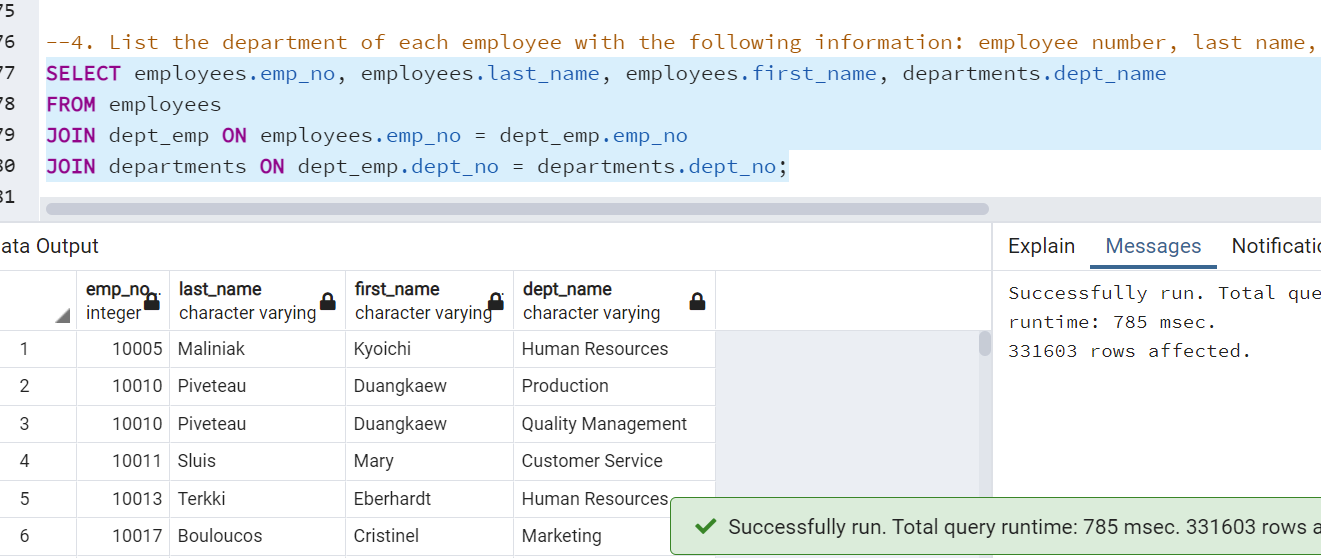 75
76 --4. List the department of each employee with the following information: employee number, last name,
77 SELECT employees.emp_no, employees.last_name, employees.first_name, departments.dept_name
78 FROM employees
79 JOIN dept_emp ON employees.emp_no = dept_emp.emp_no
80 JOIN departments ON dept_emp.dept_no = departments.dept_no;
81
ata Output
Explain Messages Notificatio
emp_no.. last_name first_name dept_name
integer character varying character varying character varying
1 10005 Maliniak Kyoichi Human Resources
2 10010 Piveteau Duangkaew Production
3 10010 Piveteau Duangkaew Quality Management
4 10011 Sluis Mary Customer Service
5 10013 Terkki Eberhardt Human Resources
6 10017 Bouloucos Cristinel Marketing
Successfully run. Total que
runtime: 785 msec.
331603 rows affected.
Successfully run. Total query runtime: 785 msec. 331603 rows a